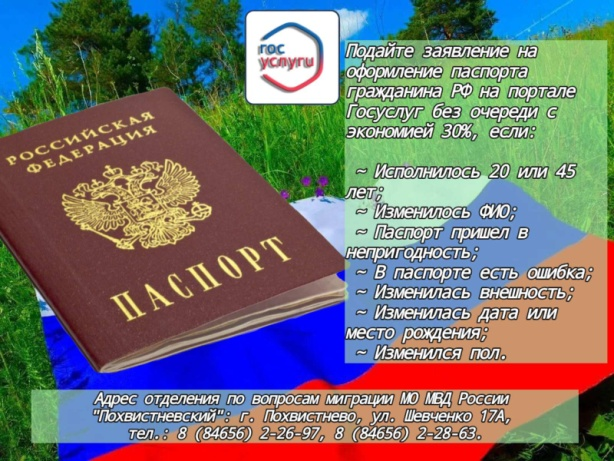 гос
услуги
Подайте заявление на
оформление паспорта
гражданина РФ на портале
Госуслуг без очереди с
экономией 30%, если:
~ Исполнилось 20 или 45
лет;
~ Изменилось ФИО;
~ Паспорт пришел в
непригодность;
~ В паспорте есть ошибка;
~ Изменилась внешность;
~ Изменилась дата или
место рождения;
~ Изменился пол.
РОССИЙСКАЯ
ФЕДЕРАЦИЯ
ПАСПОРТ
Адрес отделения по вопросам миграции МО МВД России
"Похвистневский": г. Похвистнево, ул. Шевченко 17А,
тел.: 8 (84656) 2-26-97, 8 (84656) 2-28-63.